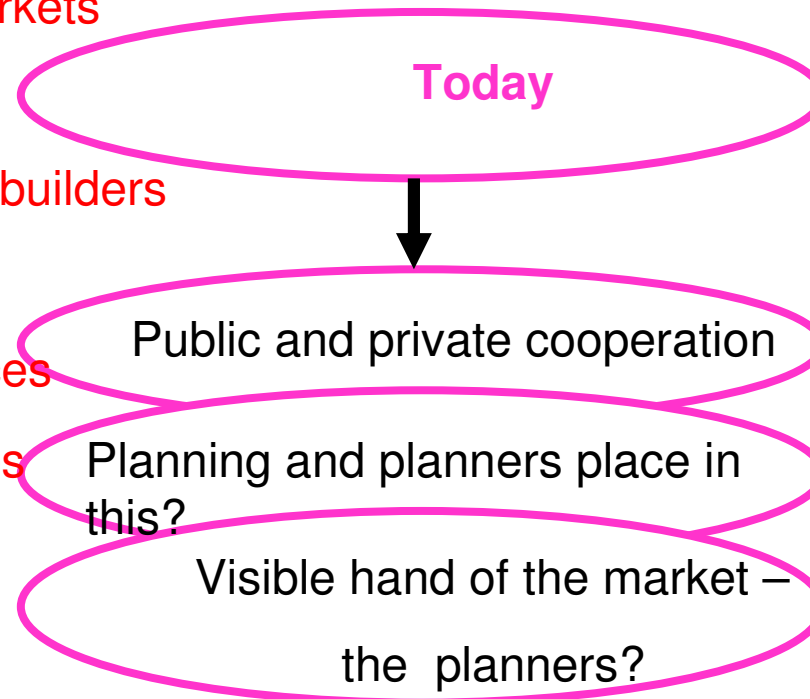 rkets
Today
builders
Public and private cooperation
es
s
Planning and planners place in
this?
Visible hand of the market –
the planners?